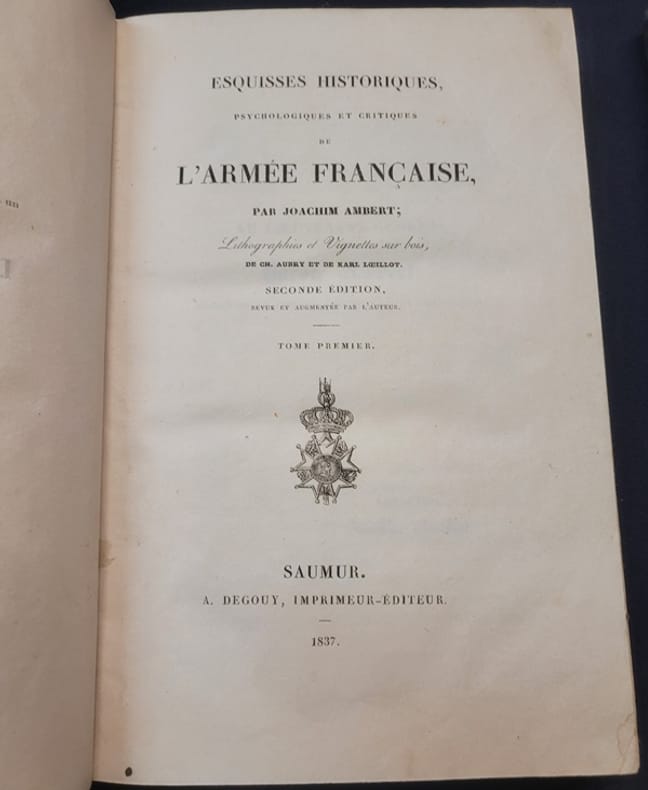 ESQUISSES HISTORIQUES,
PSYCHOLOGIQUES ET CRITIQUES
DE
L'ARMÉE FRANÇAISE,
PAR JOACHIM AMBERT;
Lithographies et Vignettes sur bois,
DE CH. AUBRY ET DE KARL LŒILLOT.
SECONDE ÉDITION,
REVUE ET AUGMENTÉE PAR L'AUTEUR.
TOME PREMIER.
SAUMUR.
A. DEGOUY, IMPRIMEUR-ÉDITEUR.
1837.